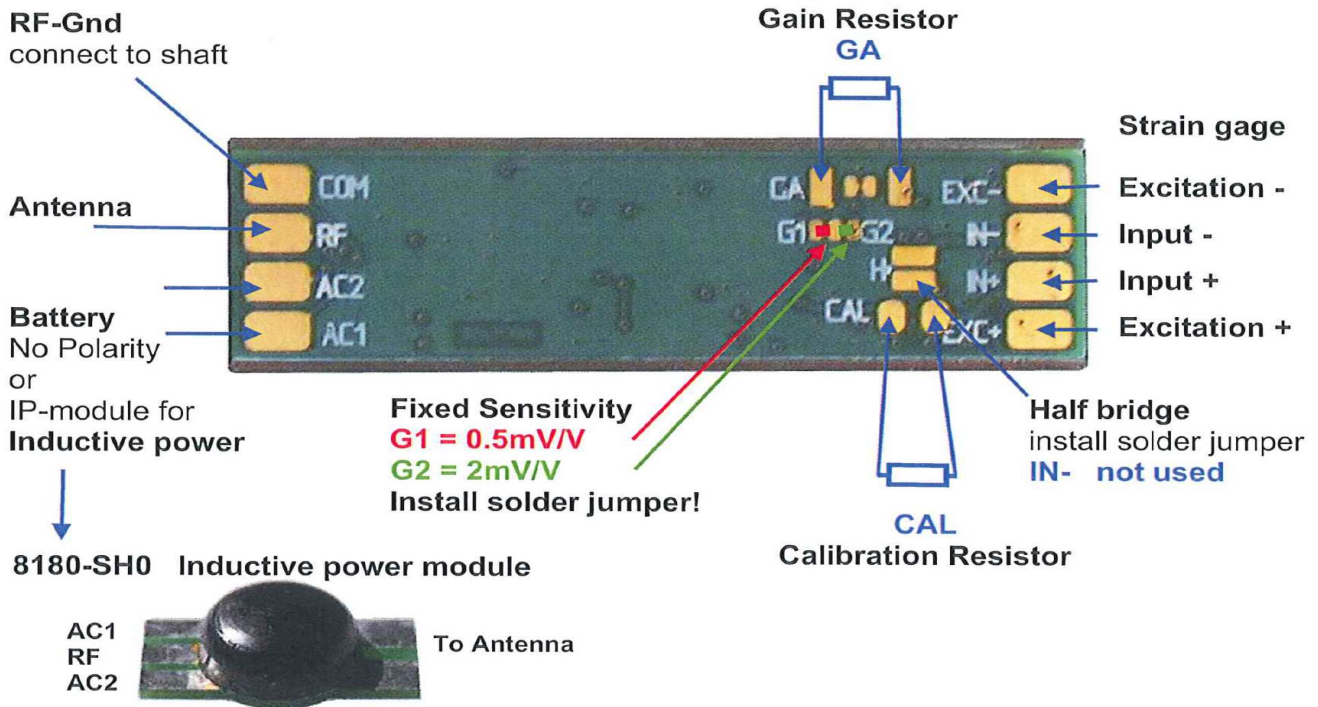 RF-Gnd
connect to shaft
Gain Resistor
GA
Strain gage
COM
GA
EXC-
Excitation -
Antenna
RF
G1
G2
IN-
Input -
AC2
H
IN+
Input +
Battery
No Polarity
or
IP-module for
Inductive power
AC1
CAL
EXC+
Excitation +
Fixed Sensitivity
G1 = 0.5mV/V
G2 = 2mV/V
Install solder jumper!
Half bridge
install solder jumper
IN- not used
CAL
Calibration Resistor
8180-SH0 Inductive power module
AC1
RF
AC2
To Antenna